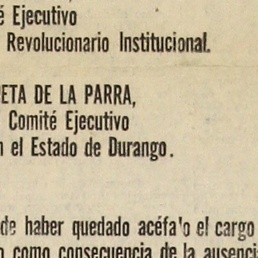 é Ejecutivo
Revolucionario Institucional.
ETA DE LA PARRA,
Comité Ejecutivo
n el Estado de Durango.
de haber quedado acéfa'o el cargo
o como consecuencia de la ausenci